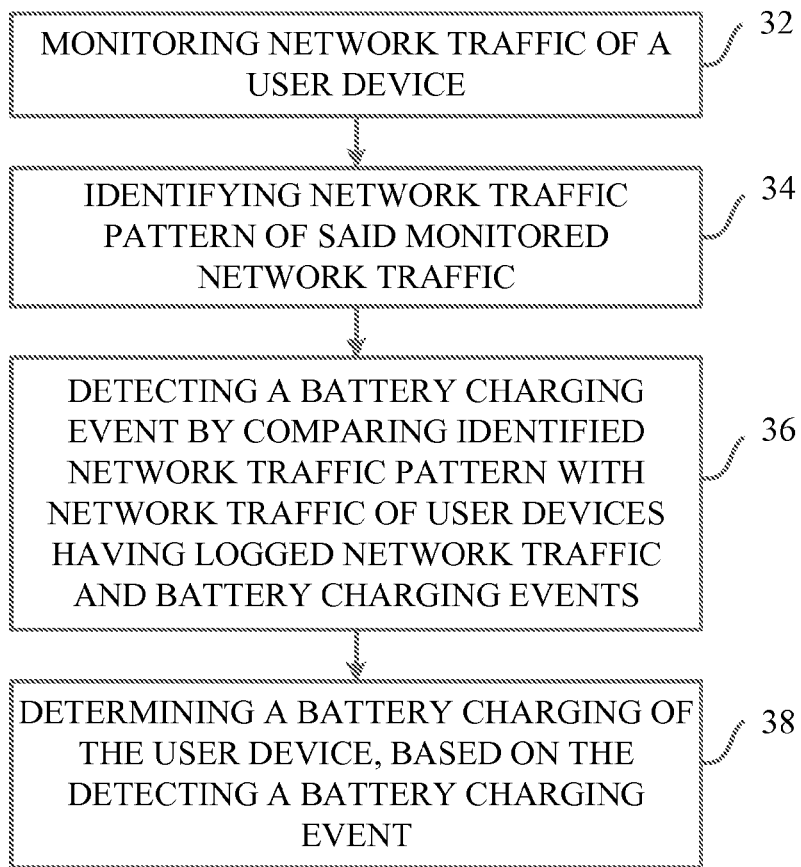 MONITORING NETWORK TRAFFIC OF A
USER DEVICE
32
IDENTIFYING NETWORK TRAFFIC
PATTERN OF SAID MONITORED
NETWORK TRAFFIC
34
DETECTING A BATTERY CHARGING
EVENT BY COMPARING IDENTIFIED
NETWORK TRAFFIC PATTERN WITH
NETWORK TRAFFIC OF USER DEVICES
HAVING LOGGED NETWORK TRAFFIC
AND BATTERY CHARGING EVENTS
36
DETERMINING A BATTERY CHARGING OF
THE USER DEVICE, BASED ON THE
DETECTING A BATTERY CHARGING
EVENT
38